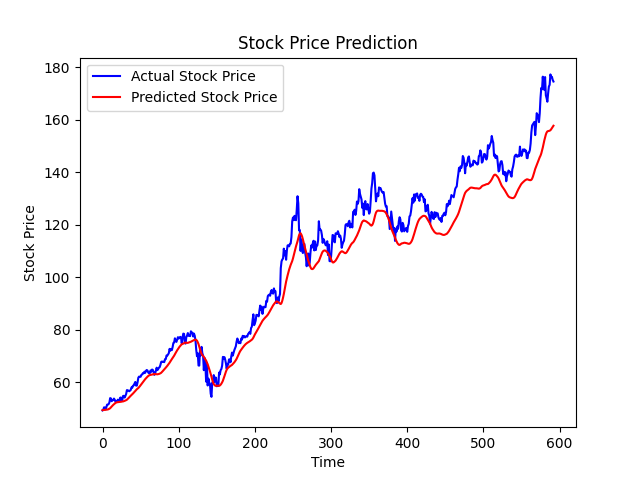 Stock Price Prediction
Actual Stock Price
Predicted Stock Price
Stock Price
180
160
140
120
100
80
60
0 100 200 300 400 500 600
Time